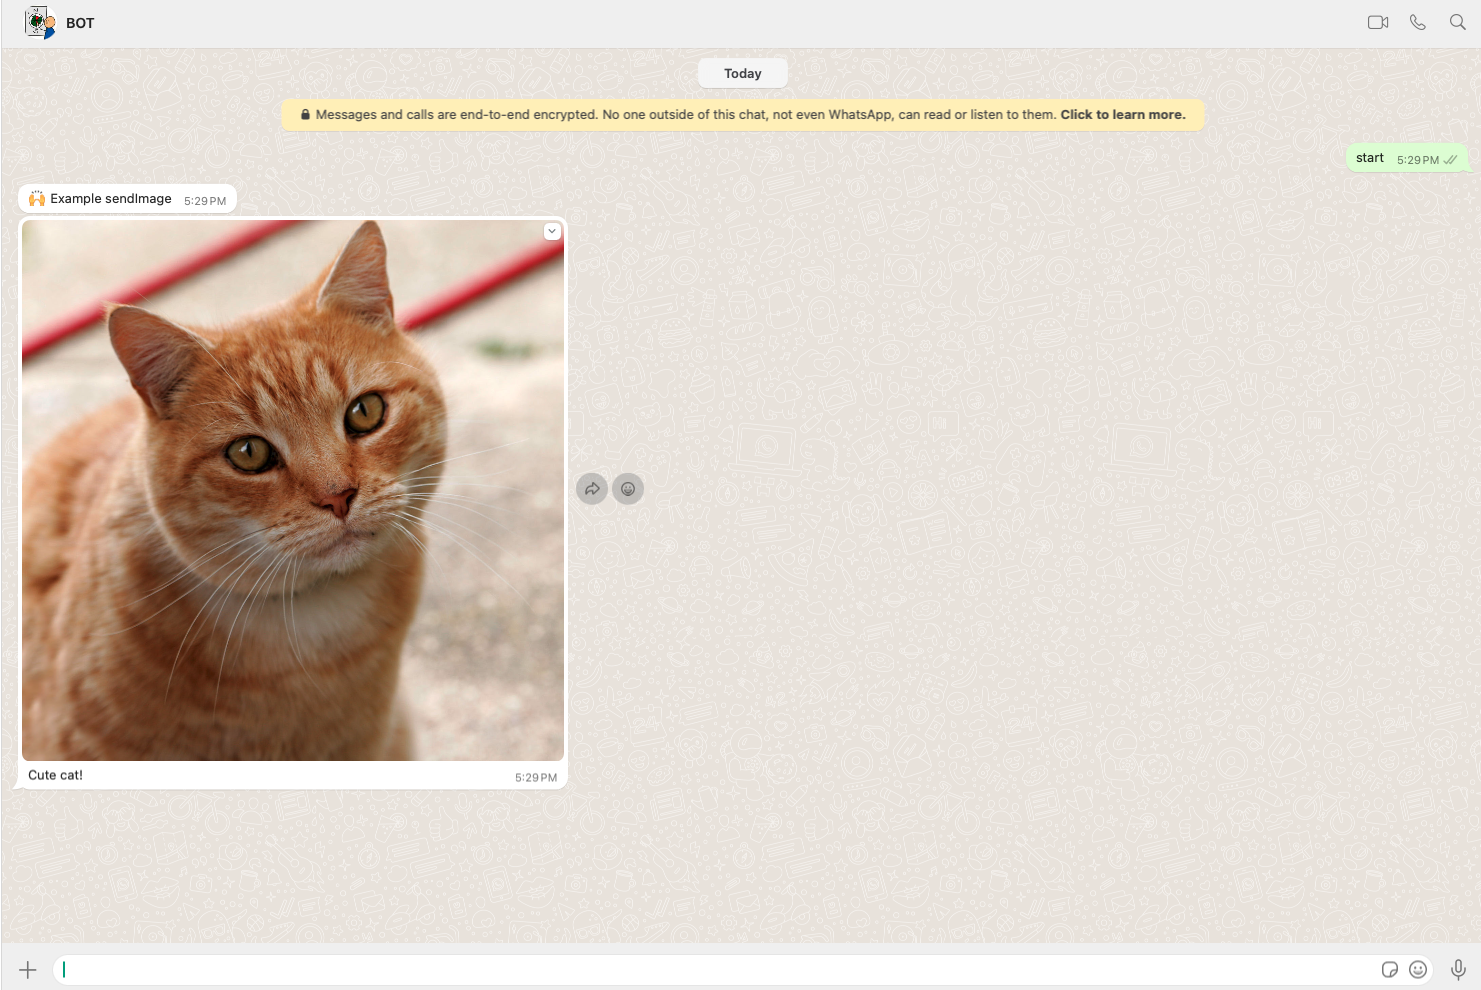 BOT
Today
Messages and calls are end-to-end encrypted. No one outside of this chat, not even WhatsApp, can read or listen to them. Click to learn more.
start 5:29 PM
🙌 Example sendImage 5:29 PM
Cute cat! 5:29 PM